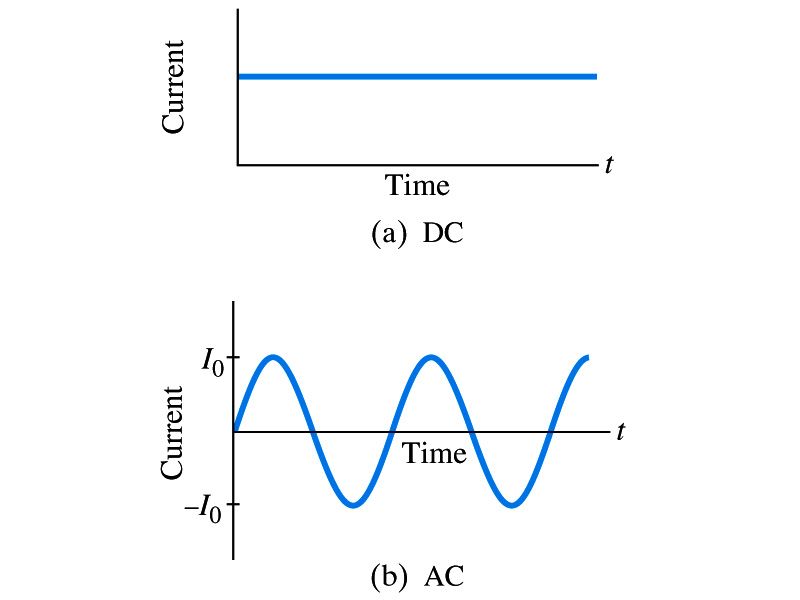 Current
t
Time
(a) DC
I₀
Current
t
Time
–I₀
(b) AC